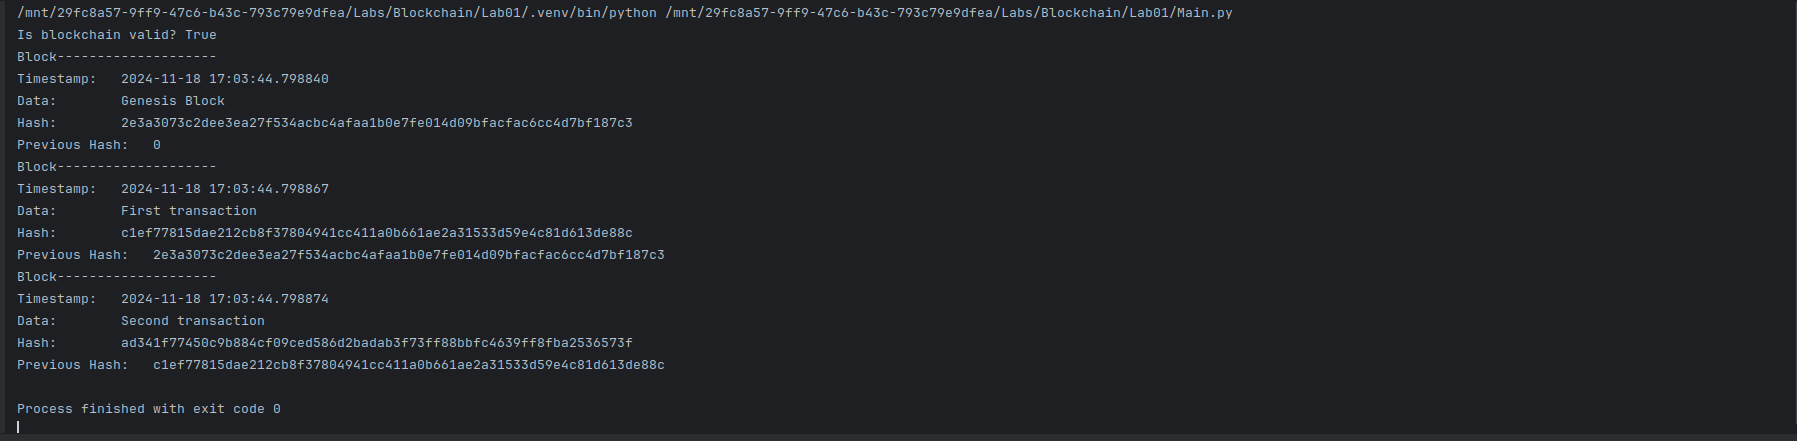 /mnt/29fc8a57-9ff9-47c6-b43c-793c79e9dfea/Labs/Blockchain/Lab01/.venv/bin/python /mnt/29fc8a57-9ff9-47c6-b43c-793c79e9dfea/Labs/Blockchain/Lab01/Main.py
Is blockchain valid? True
Block--------------------
Timestamp:   2024-11-18 17:03:44.798840
Data:        Genesis Block
Hash:        2e3a3073c2dee3ea27f534acbc4afaa1b0e7fe014d09bfacfac6cc4d7bf187c3
Previous Hash:   0
Block--------------------
Timestamp:   2024-11-18 17:03:44.798867
Data:        First transaction
Hash:        c1ef77815dae212cb8f37804941cc411a0b661ae2a31533d59e4c81d613de88c
Previous Hash:   2e3a3073c2dee3ea27f534acbc4afaa1b0e7fe014d09bfacfac6cc4d7bf187c3
Block--------------------
Timestamp:   2024-11-18 17:03:44.798874
Data:        Second transaction
Hash:        ad341f77450c9b884cf09ced586d2badab3f73ff88bbfc4639ff8fba2536573f
Previous Hash:   c1ef77815dae212cb8f37804941cc411a0b661ae2a31533d59e4c81d613de88c
Process finished with exit code 0